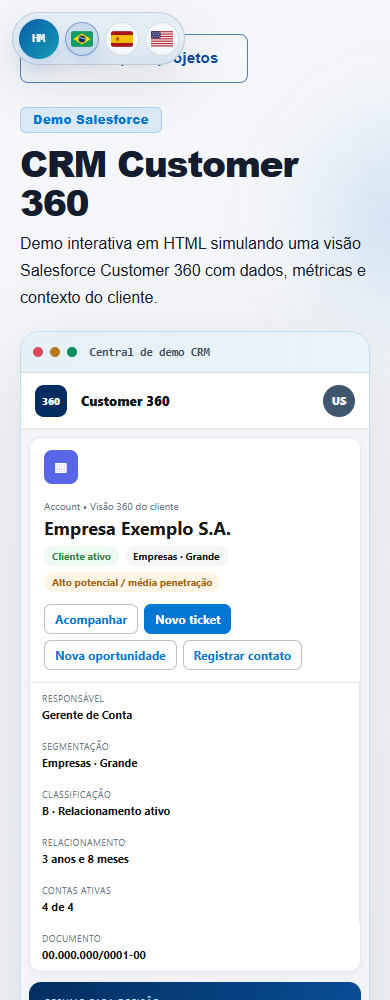 HM
Demo Salesforce
CRM Customer
360
Demo interativa em HTML simulando uma visão
Salesforce Customer 360 com dados, métricas e
contexto do cliente.
Central de demo CRM
360
Customer 360
US
Account • Visão 360 do cliente
Empresa Exemplo S.A.
Cliente ativo
Empresas · Grande
Alto potencial / média penetração
Acompanhar
Novo ticket
Nova oportunidade
Registrar contato
RESPONSÁVEL
Gerente de Conta
SEGMENTAÇÃO
Empresas · Grande
CLASSIFICAÇÃO
B · Relacionamento ativo
RELACIONAMENTO
3 anos e 8 meses
CONTAS ATIVAS
4 de 4
DOCUMENTO
00.000.000/0001-00